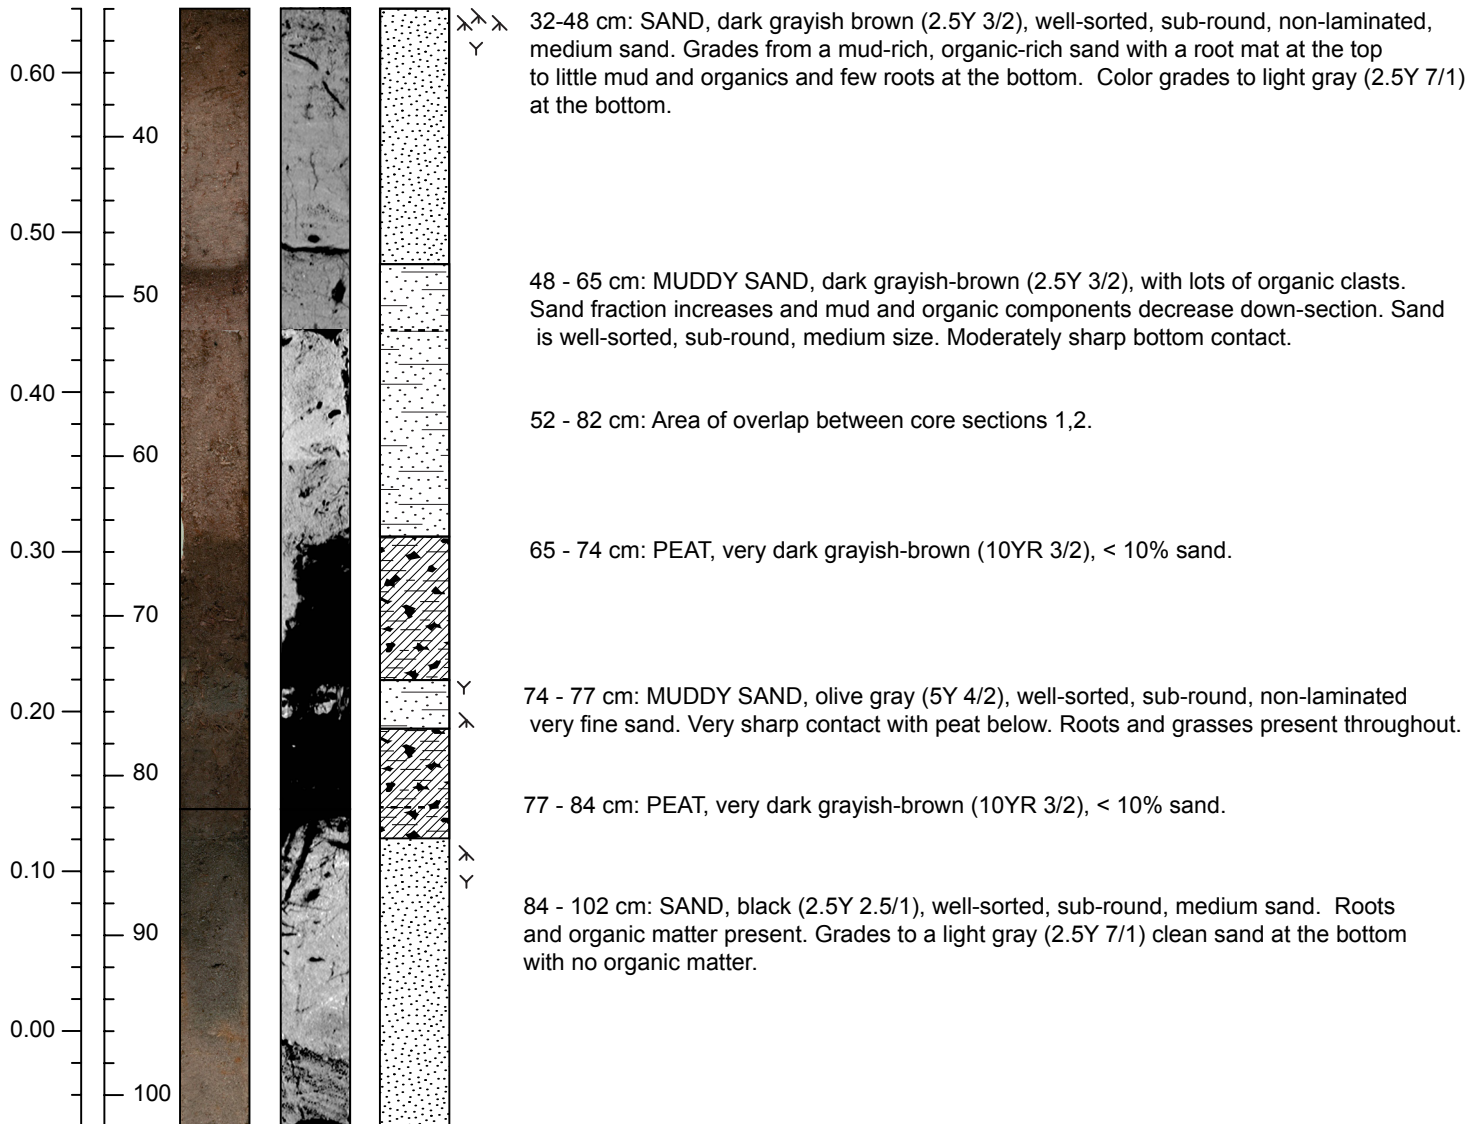 32-48 cm: SAND, dark grayish brown (2.5Y 3/2), well-sorted, sub-round, non-laminated,
medium sand. Grades from a mud-rich, organic-rich sand with a root mat at the top
to little mud and organics and few roots at the bottom.  Color grades to light gray (2.5Y 7/1)
at the bottom.
0.60
40
0.50
48 - 65 cm: MUDDY SAND, dark grayish-brown (2.5Y 3/2), with lots of organic clasts.
Sand fraction increases and mud and organic components decrease down-section. Sand
is well-sorted, sub-round, medium size. Moderately sharp bottom contact.
50
0.40
52 - 82 cm: Area of overlap between core sections 1,2.
60
0.30
65 - 74 cm: PEAT, very dark grayish-brown (10YR 3/2), < 10% sand.
70
74 - 77 cm: MUDDY SAND, olive gray (5Y 4/2), well-sorted, sub-round, non-laminated
very fine sand. Very sharp contact with peat below. Roots and grasses present throughout.
0.20
80
77 - 84 cm: PEAT, very dark grayish-brown (10YR 3/2), < 10% sand.
0.10
84 - 102 cm: SAND, black (2.5Y 2.5/1), well-sorted, sub-round, medium sand.  Roots
and organic matter present. Grades to a light gray (2.5Y 7/1) clean sand at the bottom
with no organic matter.
90
0.00
100